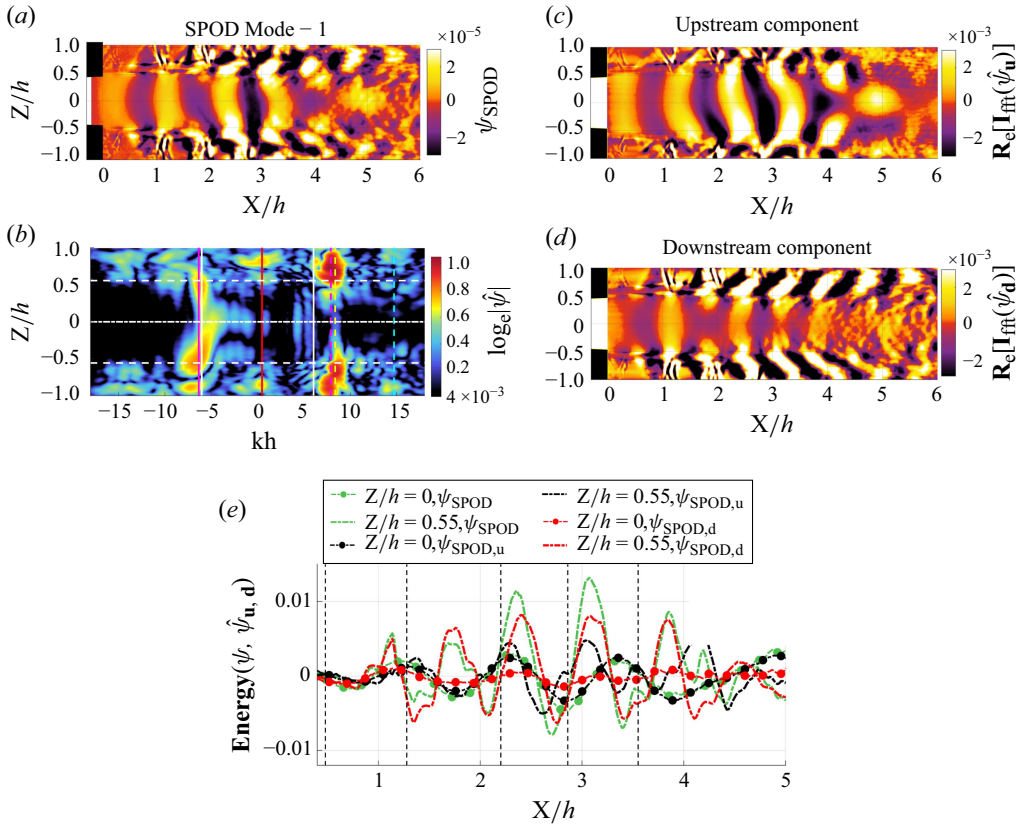 (a)
SPOD Mode – 1
×10⁻⁵
1.0
0.5
0
−0.5
−1.0
Z/h
2
0
−2
ψSPOD
0 1 2 3 4 5 6
X/h
(c)
Upstream component
×10⁻³
1.0
0.5
0
−0.5
−1.0
2
0
−2
Re[Ifft(ψ̂u)]
0 1 2 3 4 5 6
X/h
(b)
1.0
0.5
0
−0.5
−1.0
Z/h
1.0
0.8
0.6
0.4
0.2
4 ×10⁻³
loge|ψ̂|
−15 −10 −5 0 5 10 15
kh
(d)
Downstream component
×10⁻³
1.0
0.5
0
−0.5
−1.0
2
0
−2
Re[Ifft(ψ̂d)]
0 1 2 3 4 5 6
X/h
(e)
Z/h = 0,ψSPOD
Z/h = 0.55,ψSPOD
Z/h = 0,ψSPOD,u
Z/h = 0.55,ψSPOD,u
Z/h = 0,ψSPOD,d
Z/h = 0.55,ψSPOD,d
Energy(ψ, ψ̂u, d)
0.01
0
−0.01
1 2 3 4 5
X/h